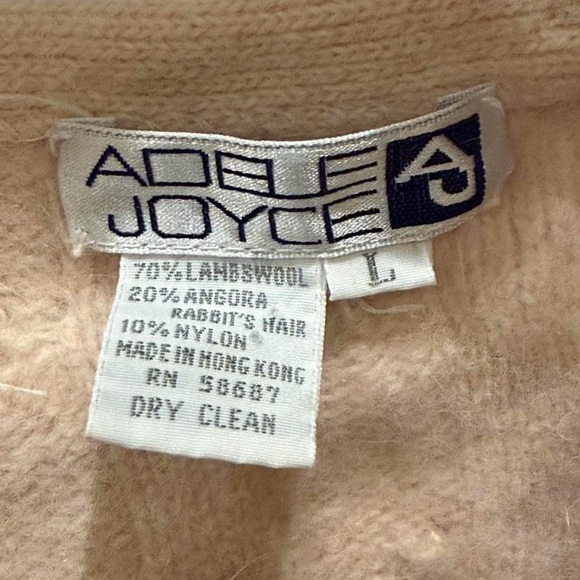 ADELE
JOYCE
AJ
L
70% LAMBSWOOL
20% ANGORA
RABBIT'S HAIR
10% NYLON
MADE IN HONG KONG
RN 58687
DRY CLEAN